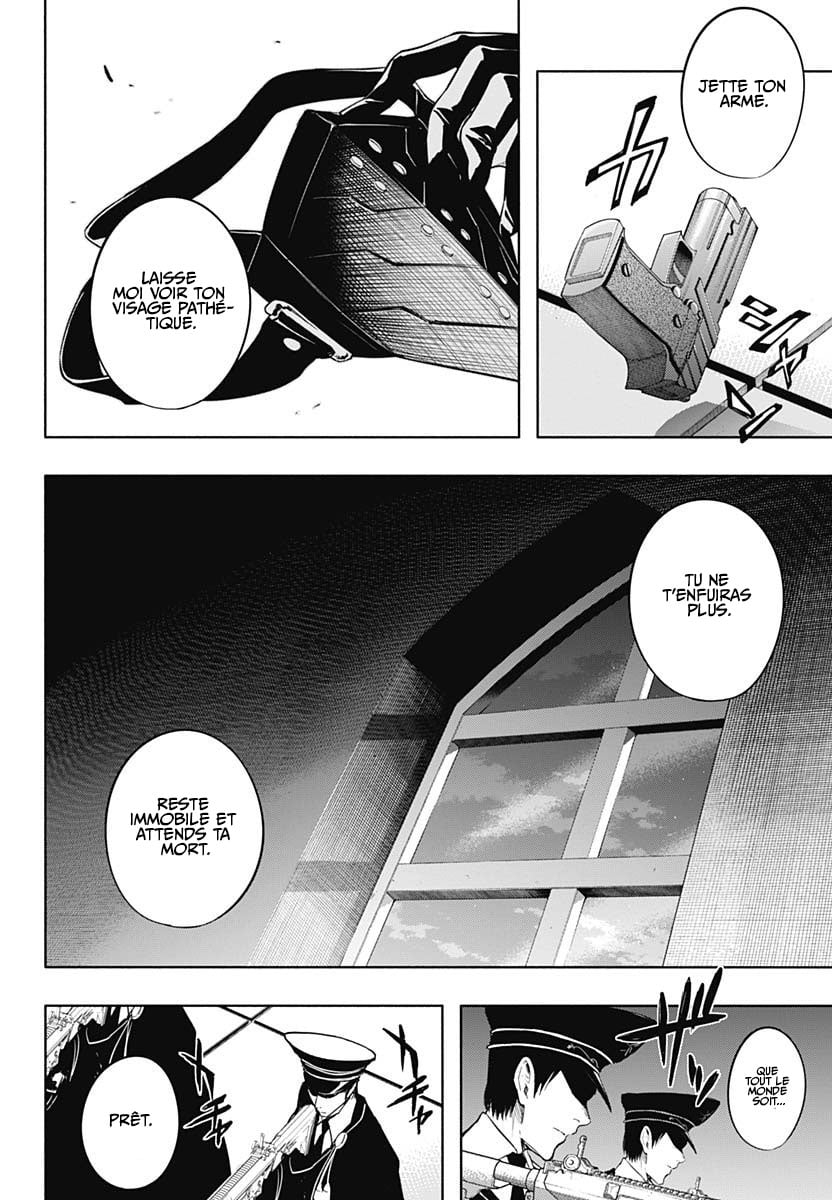 JETTE TON
ARME.
LAISSE
MOI VOIR TON
VISAGE PATHÉ-
TIQUE.
TU NE
T'ENFUIRAS
PLUS.
RESTE
IMMOBILE ET
ATTENDS TA
MORT.
QUE
TOUT LE
MONDE
SOIT...
PRÊT.